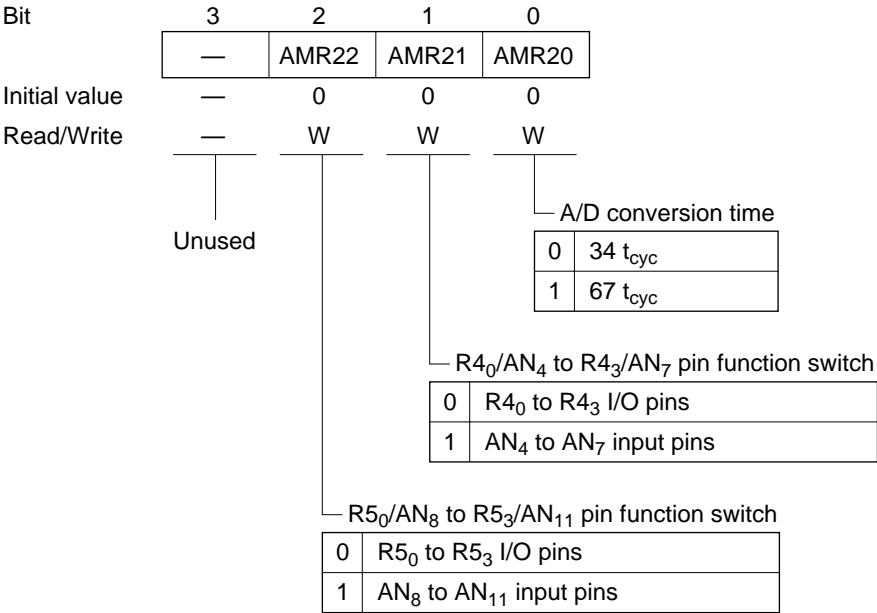 Bit 3 2 1 0
— AMR22 AMR21 AMR20
Initial value — 0 0 0
Read/Write — W W W
Unused
A/D conversion time
0 34 t_cyc
1 67 t_cyc
R4₀/AN₄ to R4₃/AN₇ pin function switch
0 R4₀ to R4₃ I/O pins
1 AN₄ to AN₇ input pins
R5₀/AN₈ to R5₃/AN₁₁ pin function switch
0 R5₀ to R5₃ I/O pins
1 AN₈ to AN₁₁ input pins